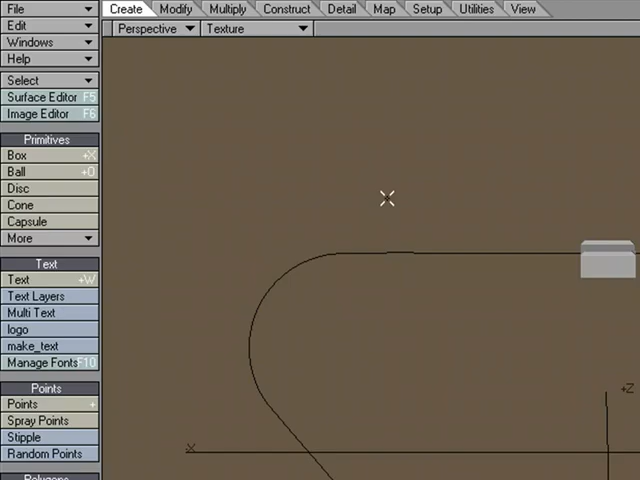 File
Edit
Windows
Help
Select
Surface Editor F5
Image Editor F6
Primitives
Box +X
Ball +O
Disc
Cone
Capsule
More
Text
Text +W
Text Layers
Multi Text
logo
make_text
Manage Fonts F10
Points
Points +
Spray Points
Stipple
Random Points
Polygons
Create Modify Multiply Construct Detail Map Setup Utilities View
Perspective Texture
+Z
X